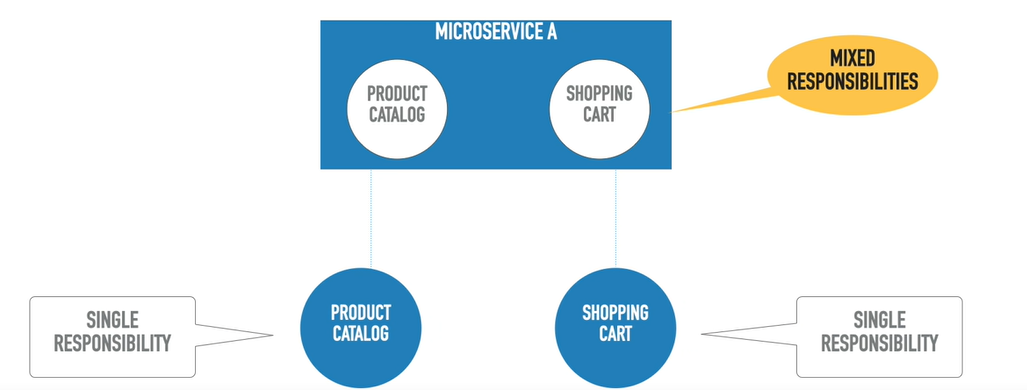 MICROSERVICE A
PRODUCT
CATALOG
SHOPPING
CART
MIXED
RESPONSIBILITIES
SINGLE
RESPONSIBILITY
PRODUCT
CATALOG
SHOPPING
CART
SINGLE
RESPONSIBILITY